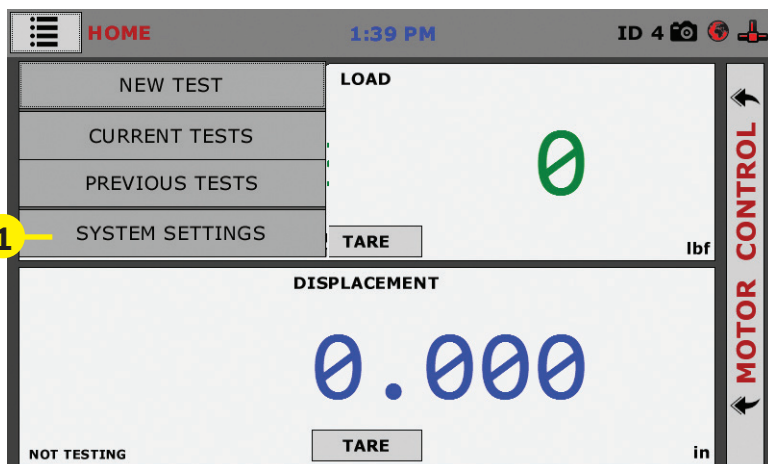 HOME 1:39 PM ID 4
NEW TEST
CURRENT TESTS
PREVIOUS TESTS
SYSTEM SETTINGS
1
LOAD
0
TARE
lbf
DISPLACEMENT
0.000
NOT TESTING
TARE
in
MOTOR CONTROL